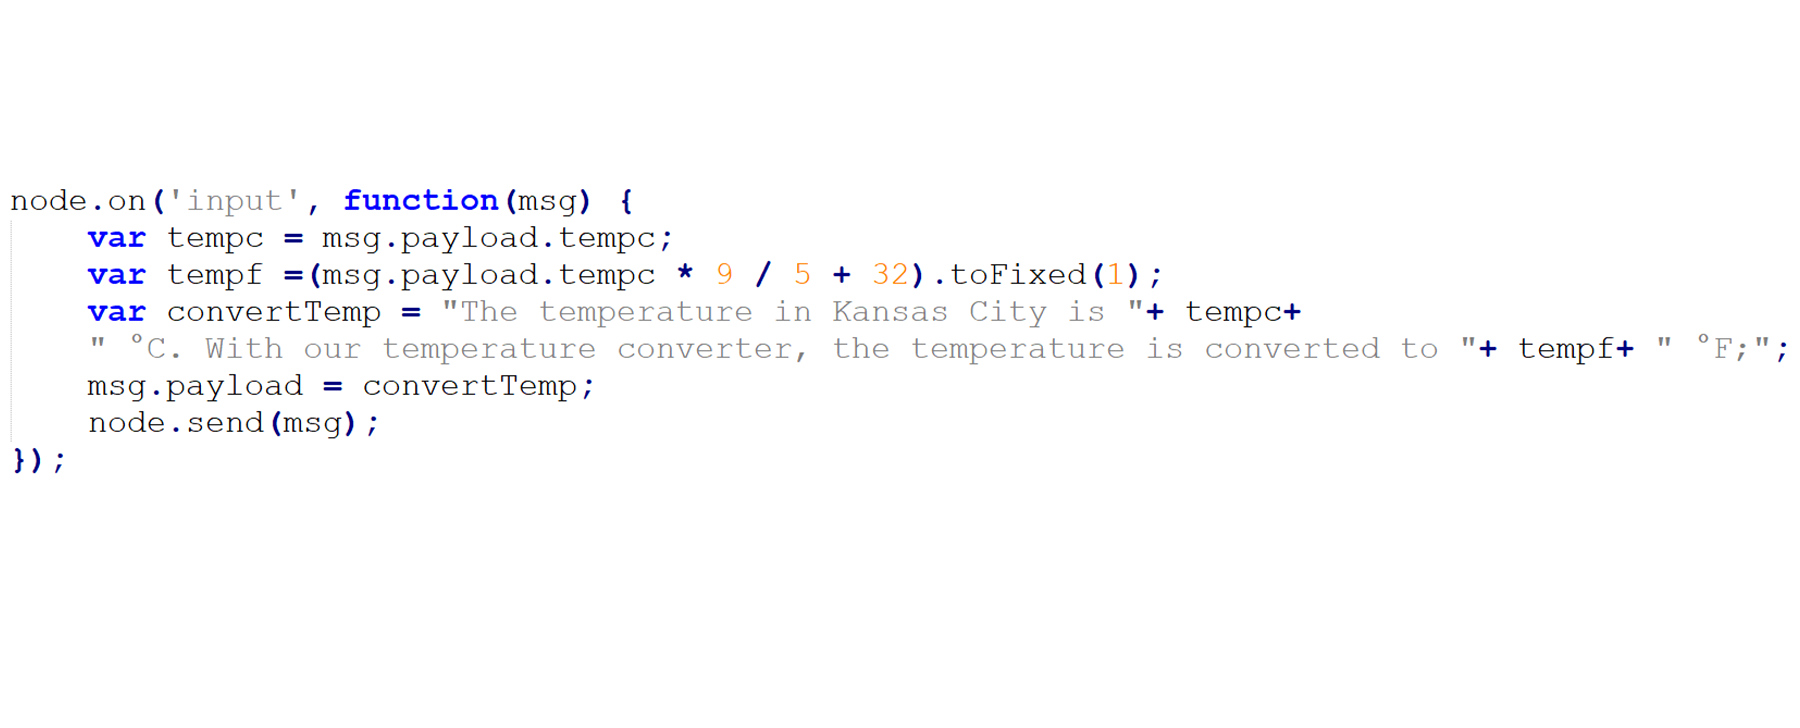 node.on('input', function(msg) {
    var tempc = msg.payload.tempc;
    var tempf =(msg.payload.tempc * 9 / 5 + 32).toFixed(1);
    var convertTemp = "The temperature in Kansas City is "+ tempc+
    " °C. With our temperature converter, the temperature is converted to "+ tempf+ " °F;";
    msg.payload = convertTemp;
    node.send(msg);
});